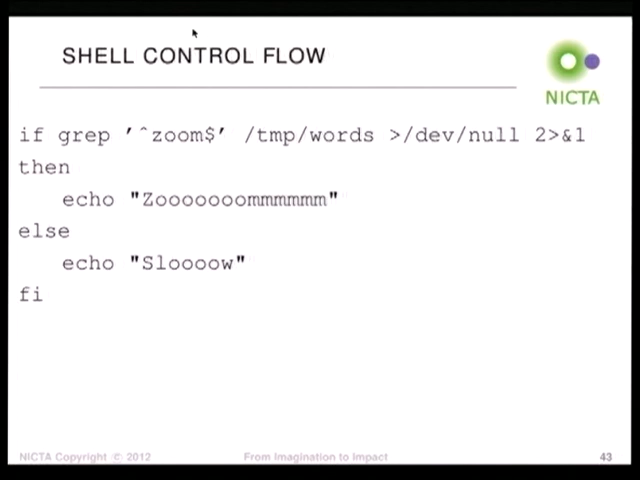 SHELL CONTROL FLOW
NICTA
if grep '^zoom$' /tmp/words >/dev/null 2>&1
then
echo "Zooooooommmmmm"
else
echo "Sloooow"
fi
NICTA Copyright © 2012
From Imagination to Impact
43